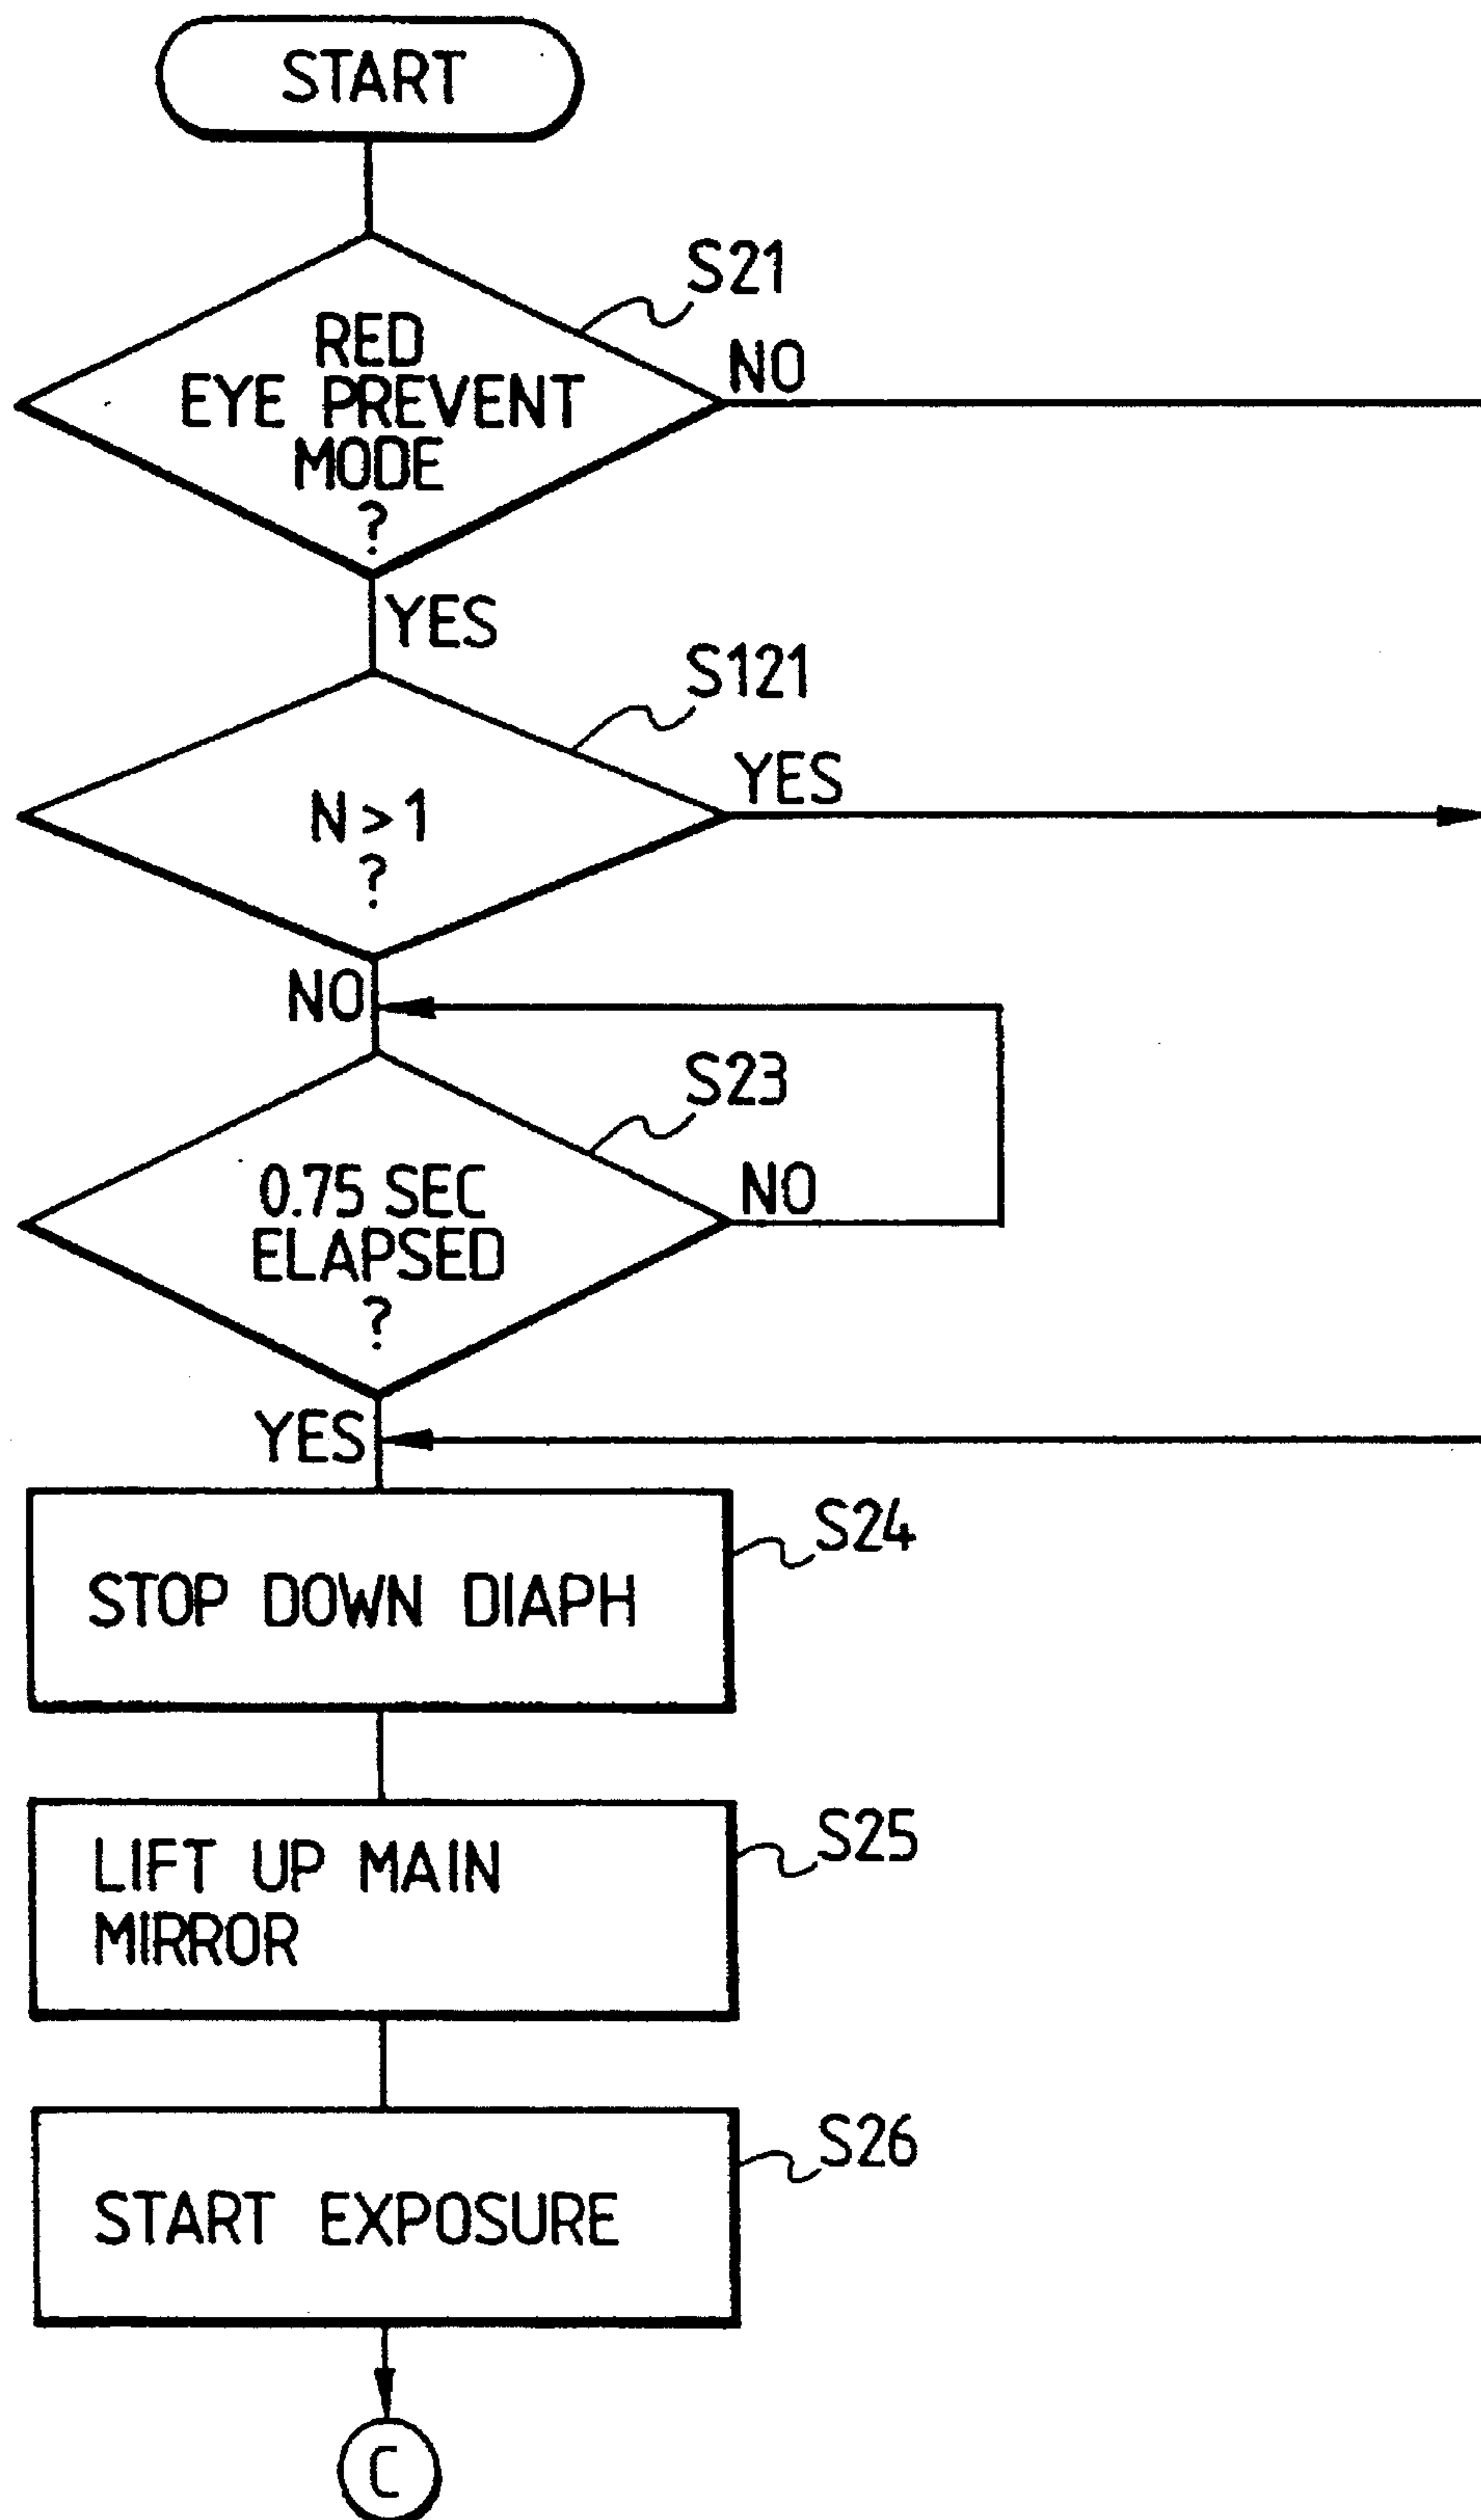 START
S21
RED
EYE PREVENT
MODE
?
NO
YES
S121
N>1
?
YES
NO
S23
0.75 SEC
ELAPSED
?
NO
YES
S24
STOP DOWN DIAPH
S25
LIFT UP MAIN
MIRROR
S26
START EXPOSURE
C